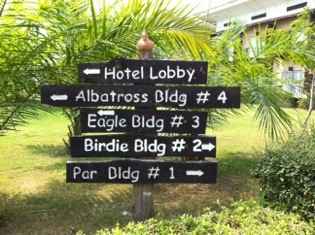 ← Hotel Lobby
← Albatross Bldg # 4
← Eagle Bldg # 3
Birdie Bldg # 2 →
Par Bldg # 1 →